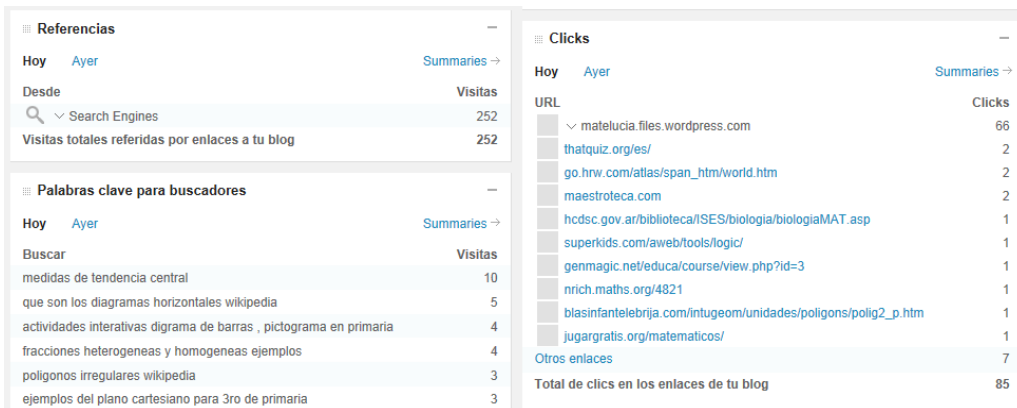 Referencias
Hoy Ayer Summaries →
Desde Visitas
Search Engines 252
Visitas totales referidas por enlaces a tu blog 252
Palabras clave para buscadores
Hoy Ayer Summaries →
Buscar Visitas
medidas de tendencia central 10
que son los diagramas horizontales wikipedia 5
actividades interativas digrama de barras , pictograma en primaria 4
fracciones heterogeneas y homogeneas ejemplos 4
poligonos irregulares wikipedia 3
ejemplos del plano cartesiano para 3ro de primaria 3
Clicks
Hoy Ayer Summaries →
URL Clicks
matelucia.files.wordpress.com 66
thatquiz.org/es/ 2
go.hrw.com/atlas/span_htm/world.htm 2
maestroteca.com 2
hcdsc.gov.ar/biblioteca/ISES/biologia/biologiaMAT.asp 1
superkids.com/aweb/tools/logic/ 1
genmagic.net/educa/course/view.php?id=3 1
nrich.maths.org/4821 1
blasinfantelebrija.com/intugeom/unidades/poligons/polig2_p.htm 1
jugargratis.org/matematicos/ 1
Otros enlaces 7
Total de clics en los enlaces de tu blog 85